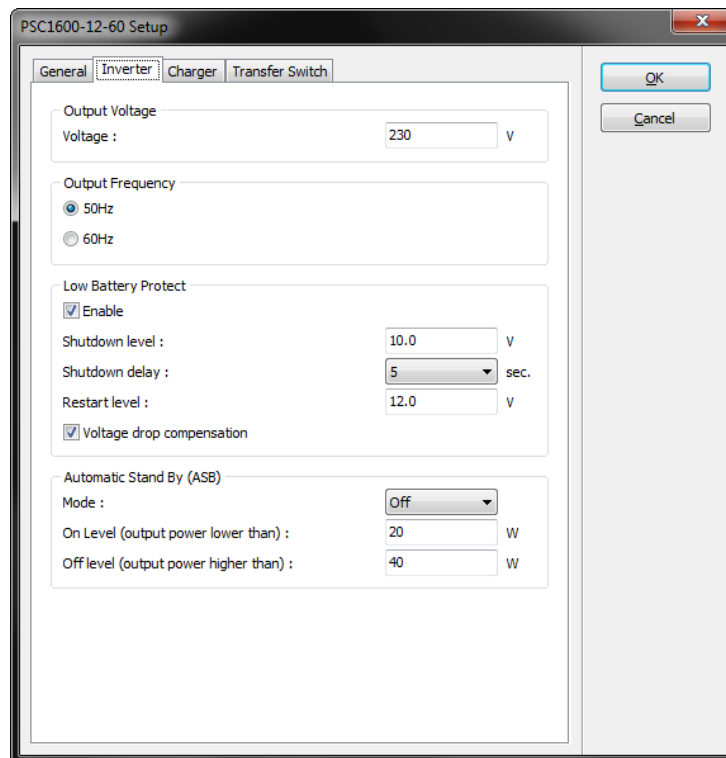 PSC1600-12-60 Setup
General Inverter Charger Transfer Switch
OK
Cancel
Output Voltage
Voltage : 230 V
Output Frequency
50Hz
60Hz
Low Battery Protect
Enable
Shutdown level : 10.0 V
Shutdown delay : 5 sec.
Restart level : 12.0 V
Voltage drop compensation
Automatic Stand By (ASB)
Mode : Off
On Level (output power lower than) : 20 W
Off level (output power higher than) : 40 W